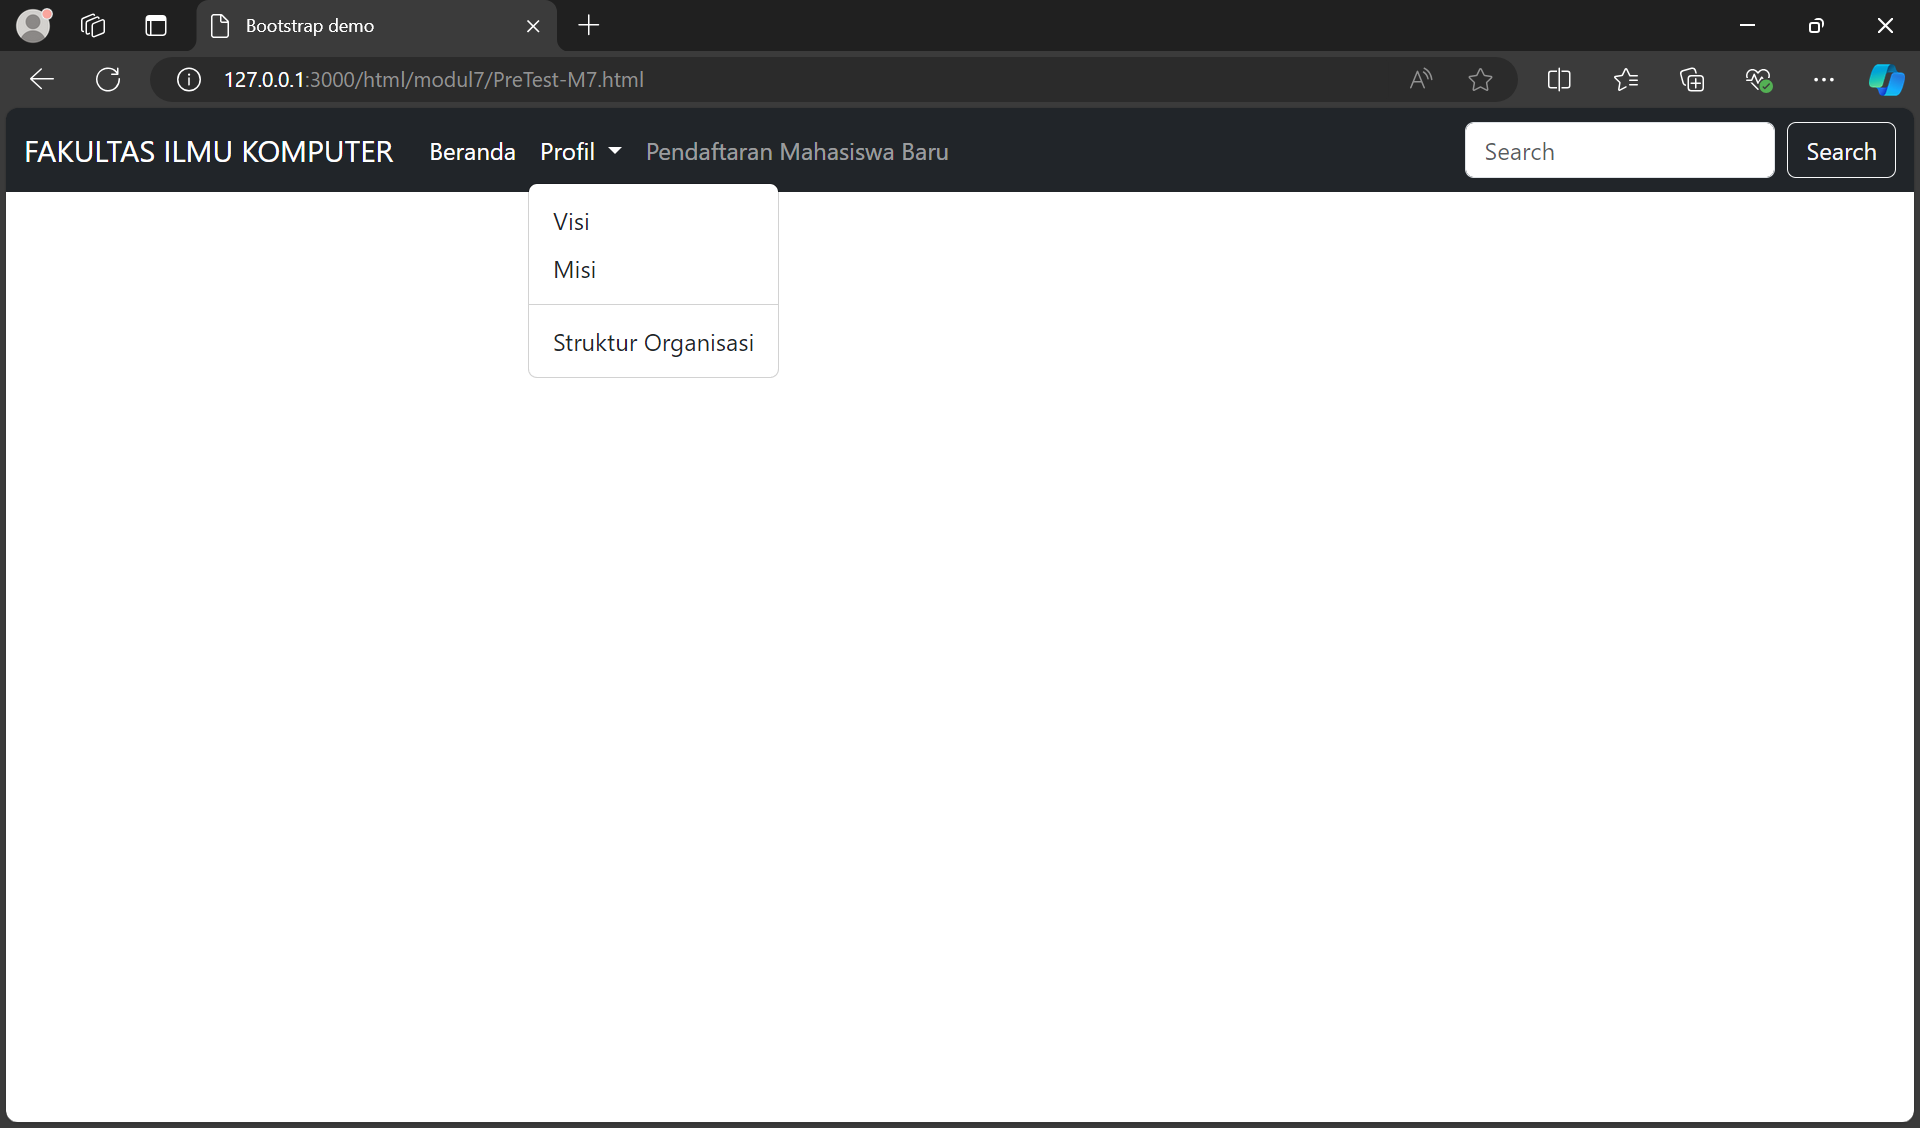 Bootstrap demo
127.0.0.1:3000/html/modul7/PreTest-M7.html
FAKULTAS ILMU KOMPUTER Beranda Profil Pendaftaran Mahasiswa Baru Search Search
Visi
Misi
Struktur Organisasi